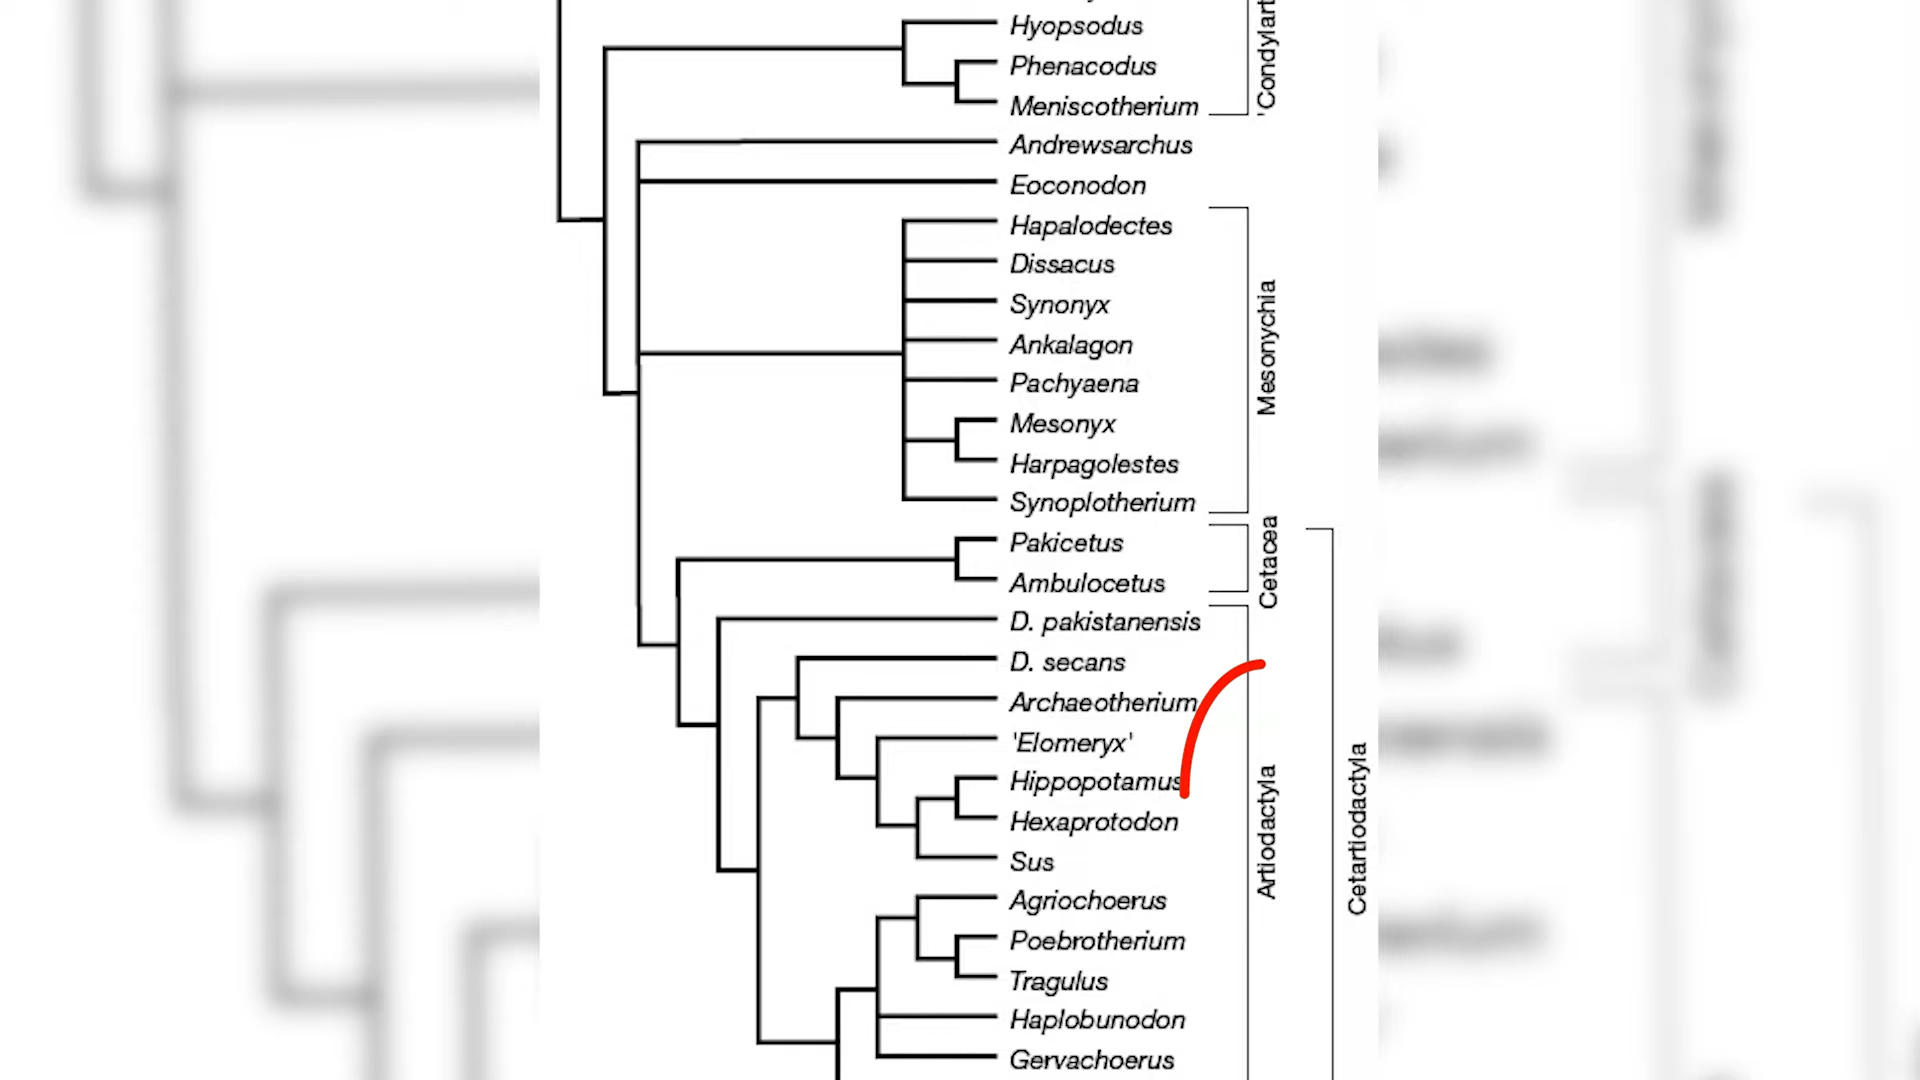 Hyopsodus
Phenacodus
Meniscotherium
Andrewsarchus
Eoconodon
Hapalodectes
Dissacus
Synonyx
Ankalagon
Pachyaena
Mesonyx
Harpagolestes
Synoplotherium
Mesonychia
Pakicetus
Ambulocetus
Cetacea
D. pakistanensis
D. secans
Archaeotherium
'Elomeryx'
Hippopotamus
Hexaprotodon
Sus
Agriochoerus
Poebrotherium
Tragulus
Haplobunodon
Gervachoerus
Artiodactyla
Cetartiodactyla